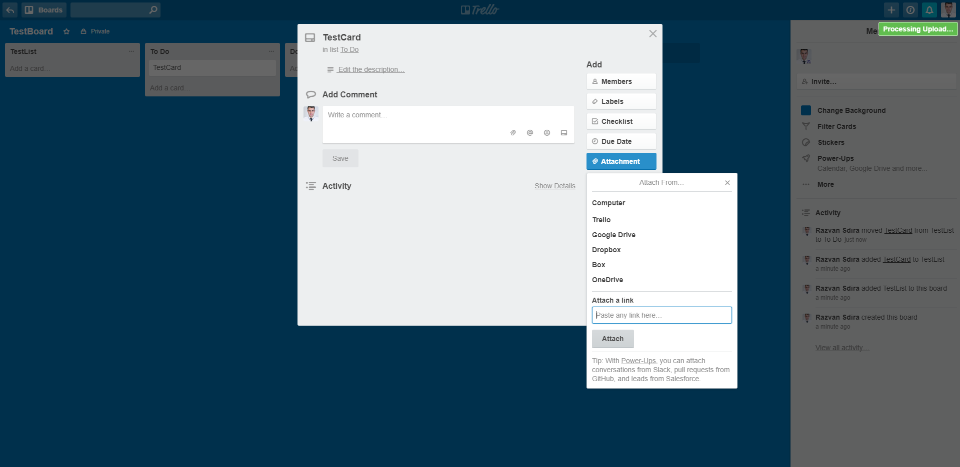 Boards
Trello
Processing Upload...
TestBoard
Private
TestList
Add a card...
To Do
TestCard
Add a card
TestCard
in list To Do
Edit the description...
Add Comment
Write a comment...
Save
Activity
Show Details
Add
Members
Labels
Checklist
Due Date
Attachment
Attach From...
Computer
Trello
Google Drive
Dropbox
Box
OneDrive
Attach a link
Paste any link here...
Attach
Tip: With Power-Ups, you can attach
conversations from Slack, pull requests from
GitHub, and leads from Salesforce.
Invite...
Change Background
Filter Cards
Stickers
Power-Ups
Calendar, Google Drive and more...
More
Activity
Razvan Sdira moved TestCard from TestList
to To Do just now
Razvan Sdira added TestCard to TestList
a minute ago
Razvan Sdira added TestList to this board
a minute ago
Razvan Sdira created this board
a minute ago
View all activity...